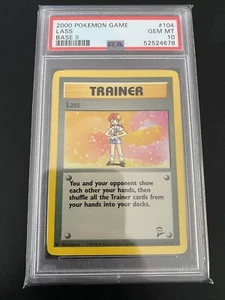 2000 POKEMON GAME #104
LASS GEM MT
BASE II 10
PSA 52524678
TRAINER
Lass
You and your opponent show each
other your hands, then
shuffle all the Trainer cards from
your hands into your decks.